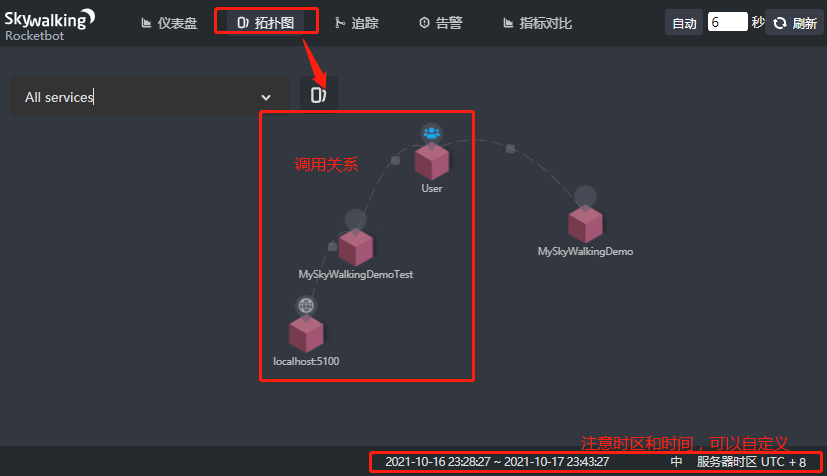 Skywalking
Rocketbot
仪表盘 拓扑图 追踪 告警 指标对比 自动 6 秒 刷新
All services
调用关系
User
MySkyWalkingDemo
MySkyWalkingDemoTest
localhost:5100
注意时区和时间，可以自定义
2021-10-16 23:28:27 ~ 2021-10-17 23:43:27 中 服务器时区 UTC + 8